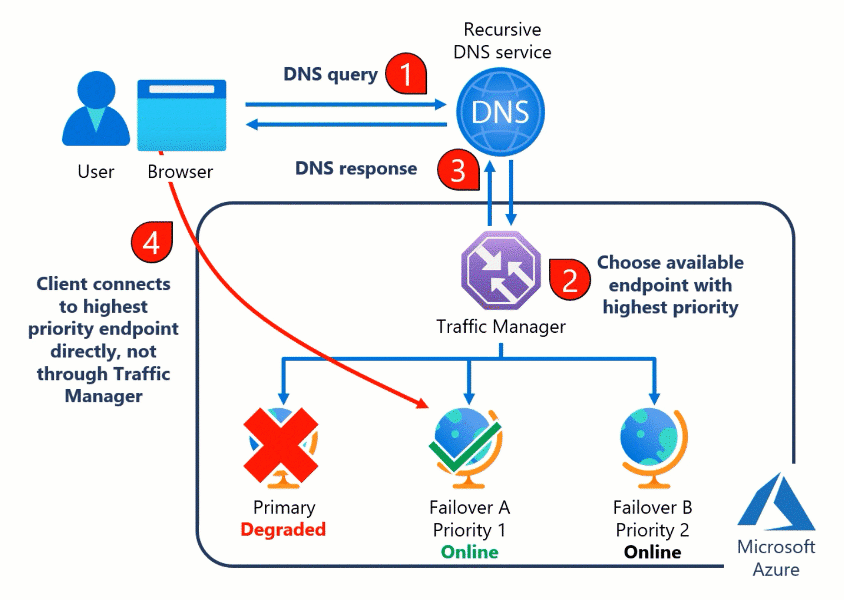 Recursive
DNS service
DNS query
1
DNS
User
Browser
DNS response
3
4
Client connects
to highest
priority endpoint
directly, not
through Traffic
Manager
2
Choose available
endpoint with
highest priority
Traffic Manager
Primary
Degraded
Failover A
Priority 1
Online
Failover B
Priority 2
Online
Microsoft
Azure